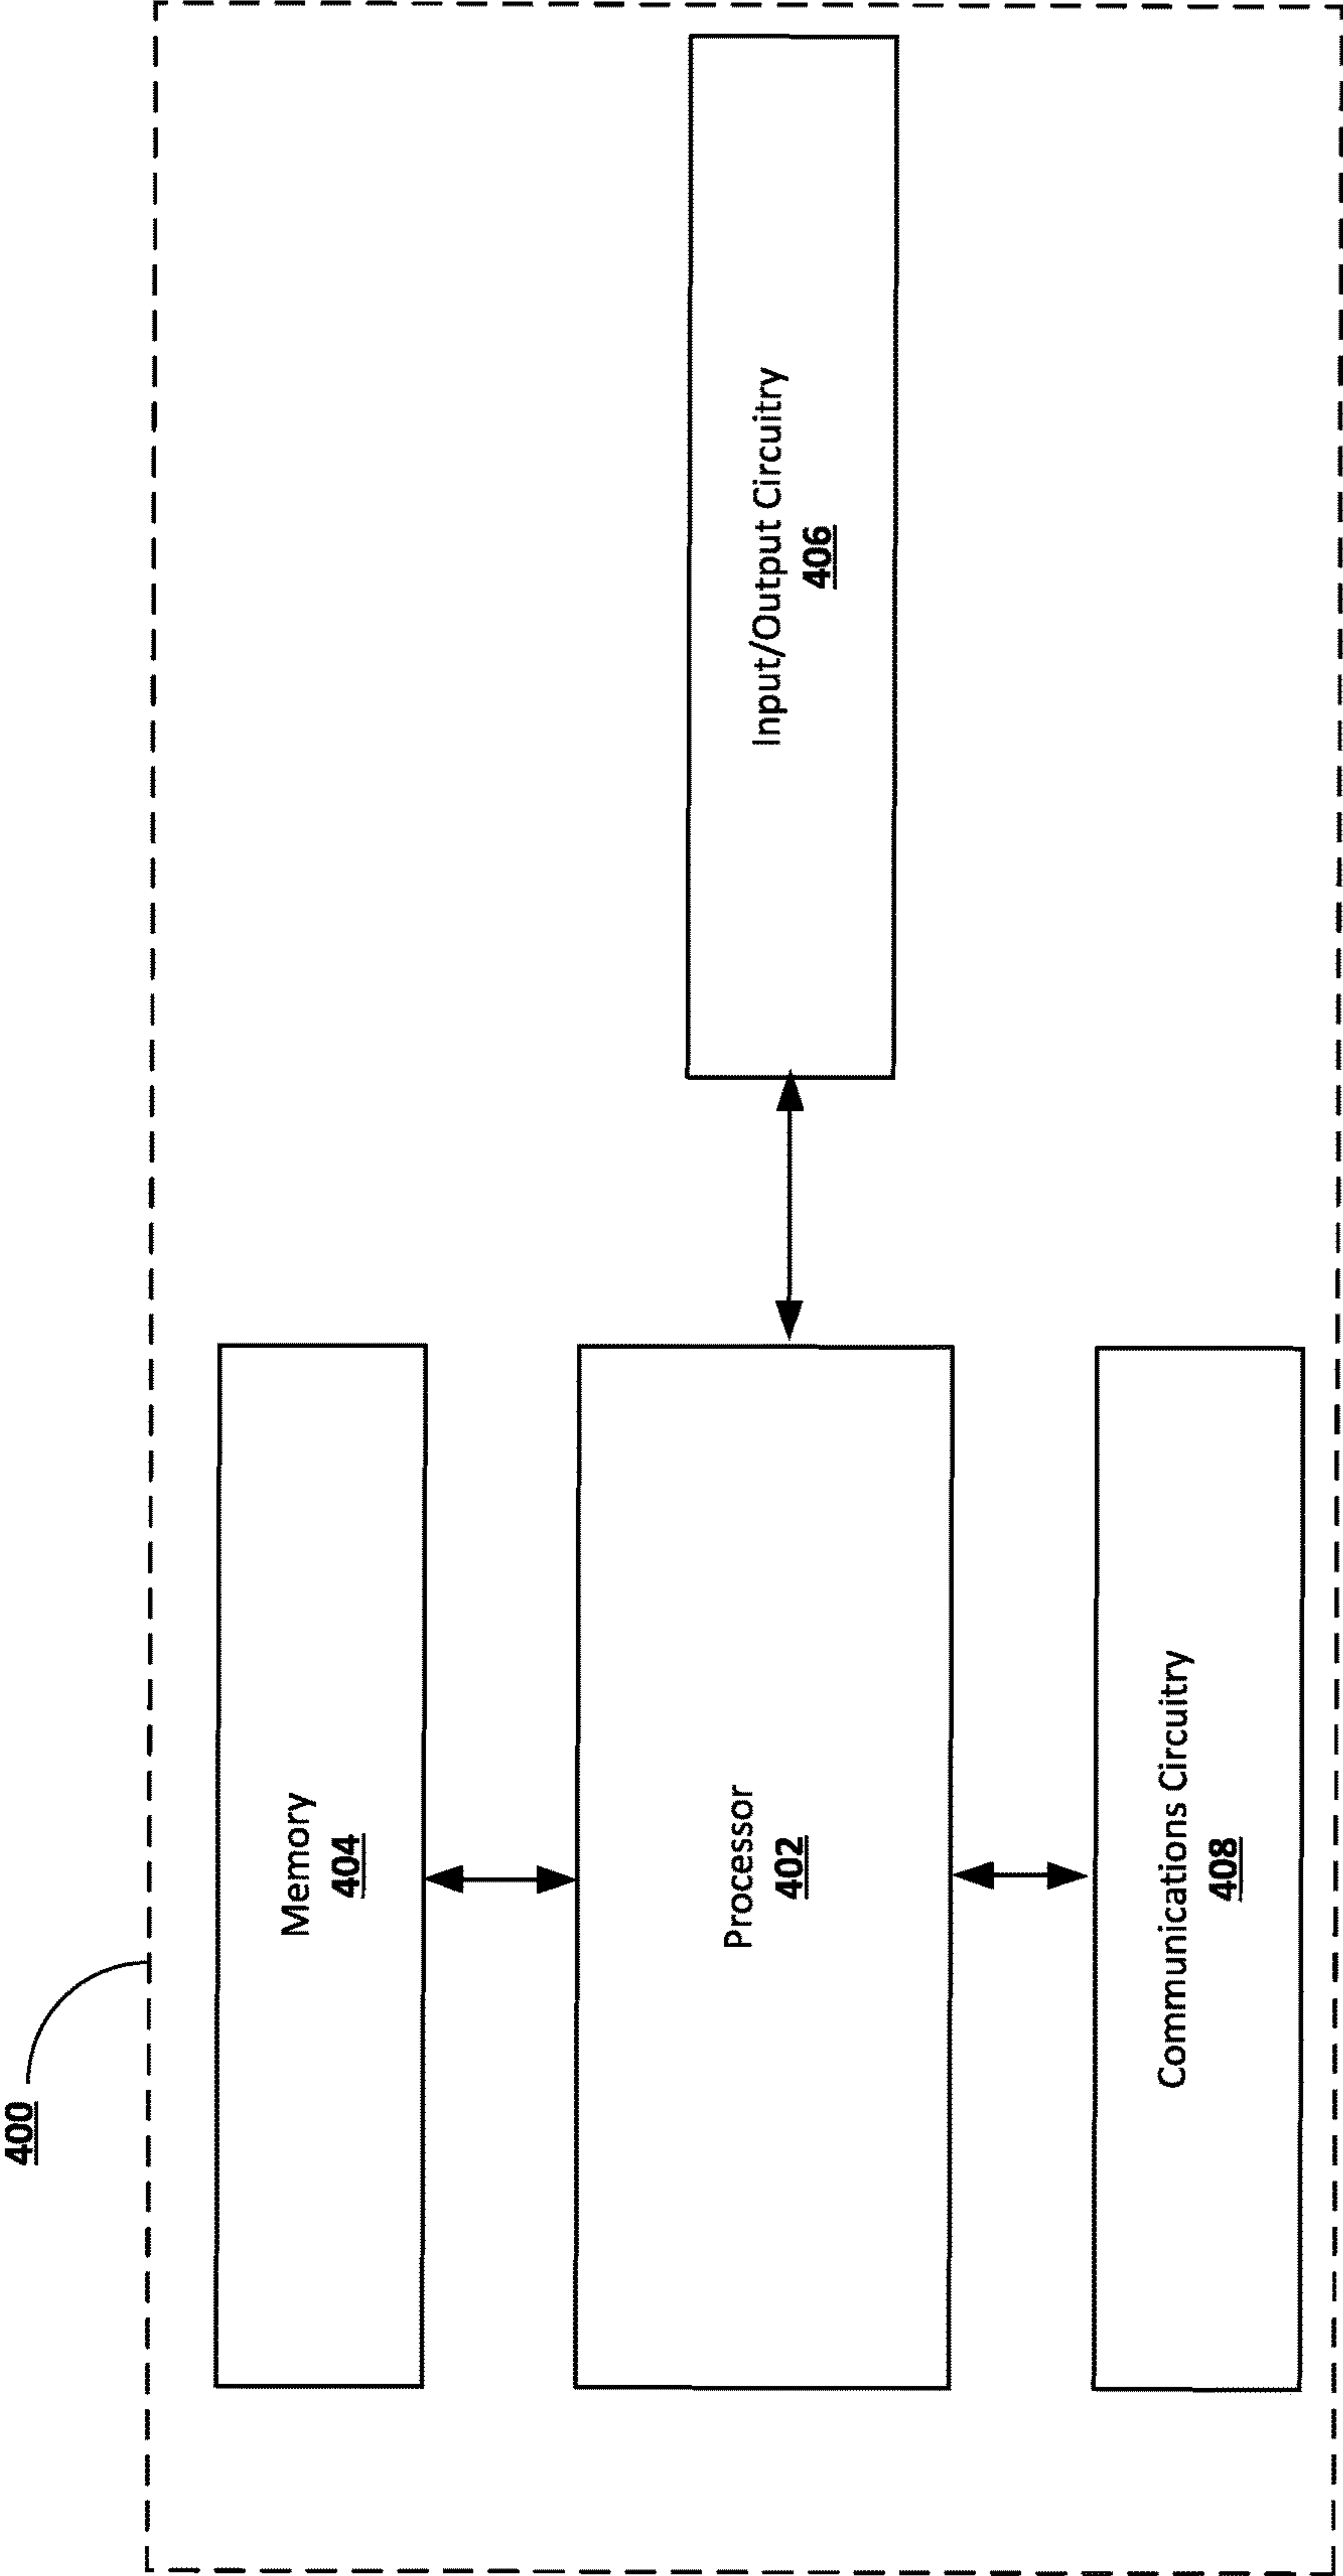 400
Memory
404
Processor
402
Input/Output Circuitry
406
Communications Circuitry
408